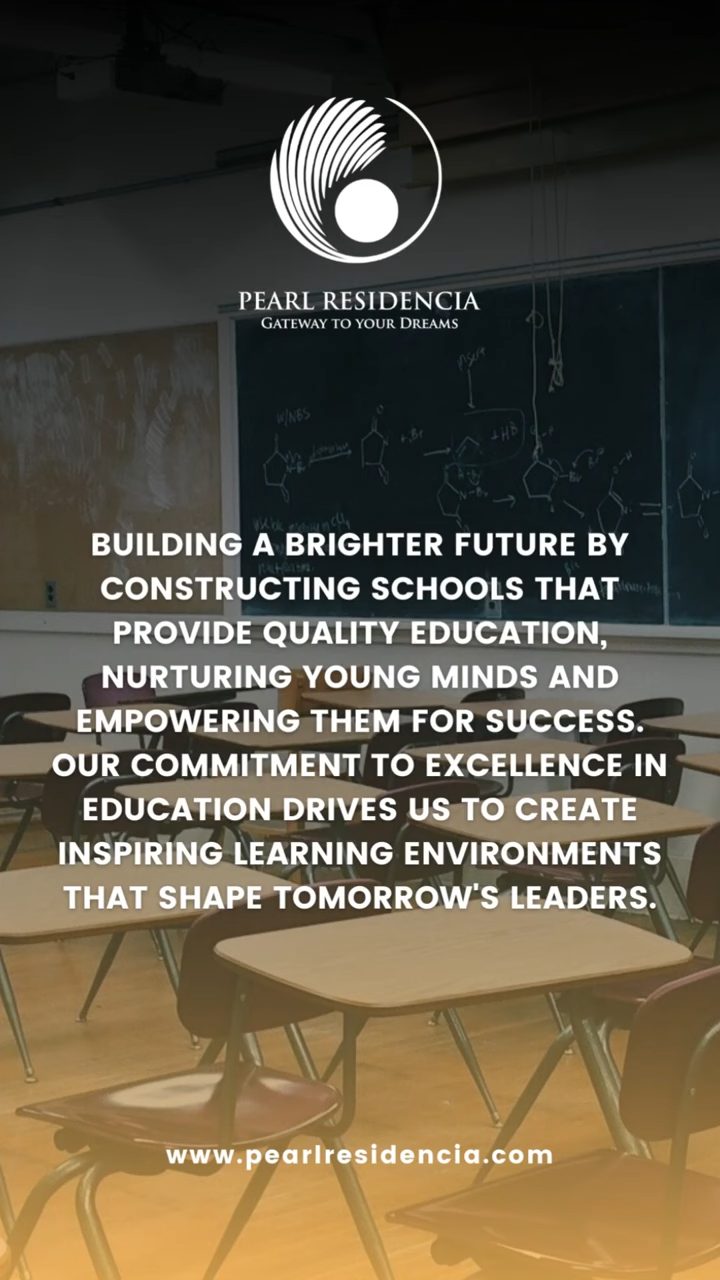 PEARL RESIDENCIA
GATEWAY TO YOUR DREAMS
W/NBS
BUILDING A BRIGHTER FUTURE BY
CONSTRUCTING SCHOOLS THAT
PROVIDE QUALITY EDUCATION,
NURTURING YOUNG MINDS AND
EMPOWERING THEM FOR SUCCESS.
OUR COMMITMENT TO EXCELLENCE IN
EDUCATION DRIVES US TO CREATE
INSPIRING LEARNING ENVIRONMENTS
THAT SHAPE TOMORROW'S LEADERS.
www.pearlresidencia.com